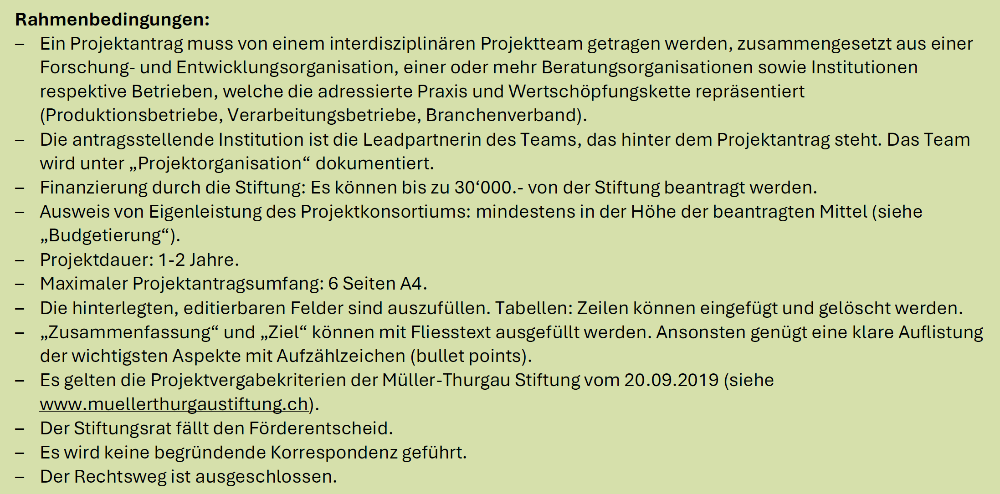 Rahmenbedingungen:
– Ein Projektantrag muss von einem interdisziplinären Projektteam getragen werden, zusammengesetzt aus einer
Forschung- und Entwicklungsorganisation, einer oder mehr Beratungsorganisationen sowie Institutionen
respektive Betrieben, welche die adressierte Praxis und Wertschöpfungskette repräsentiert
(Produktionsbetriebe, Verarbeitungsbetriebe, Branchenverband).
– Die antragsstellende Institution ist die Leadpartnerin des Teams, das hinter dem Projektantrag steht. Das Team
wird unter „Projektorganisation“ dokumentiert.
– Finanzierung durch die Stiftung: Es können bis zu 30‘000.- von der Stiftung beantragt werden.
– Ausweis von Eigenleistung des Projektkonsortiums: mindestens in der Höhe der beantragten Mittel (siehe
„Budgetierung“).
– Projektdauer: 1-2 Jahre.
– Maximaler Projektantragsumfang: 6 Seiten A4.
– Die hinterlegten, editierbaren Felder sind auszufüllen. Tabellen: Zeilen können eingefügt und gelöscht werden.
– „Zusammenfassung“ und „Ziel“ können mit Fliesstext ausgefüllt werden. Ansonsten genügt eine klare Auflistung
der wichtigsten Aspekte mit Aufzählzeichen (bullet points).
– Es gelten die Projektvergabekriterien der Müller-Thurgau Stiftung vom 20.09.2019 (siehe
www.muellerthurgaustiftung.ch).
– Der Stiftungsrat fällt den Förderentscheid.
– Es wird keine begründende Korrespondenz geführt.
– Der Rechtsweg ist ausgeschlossen.